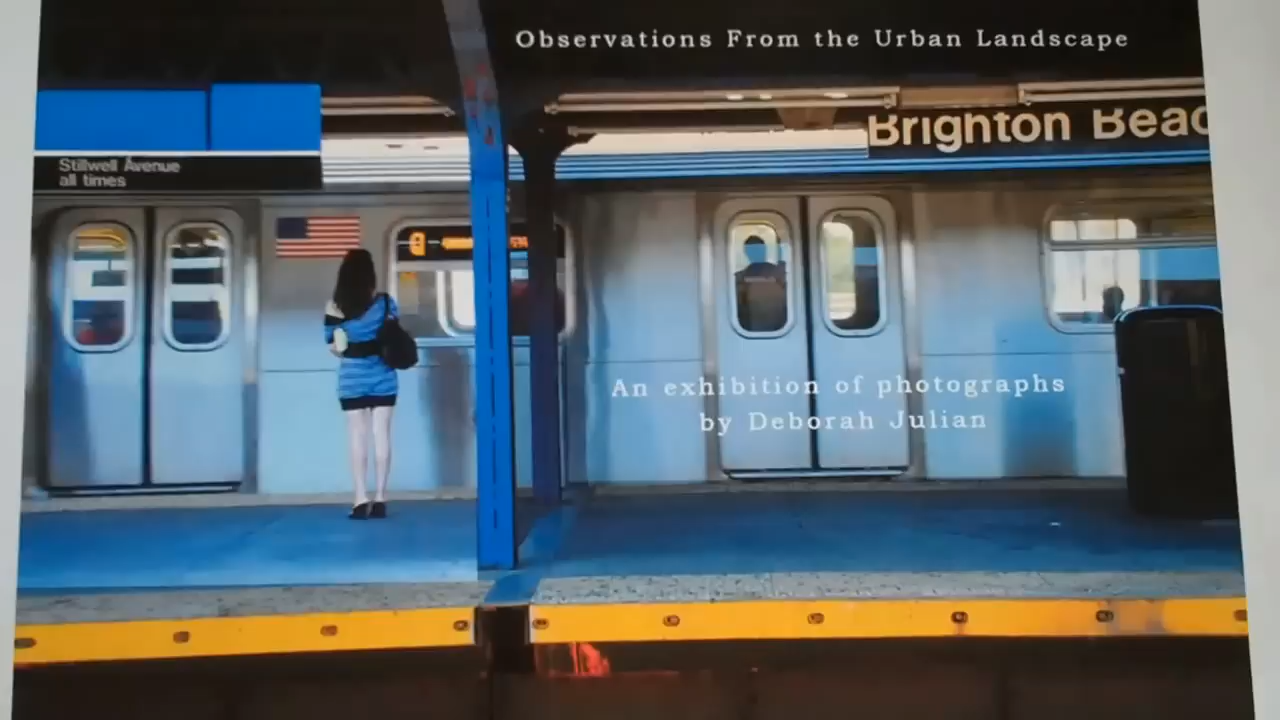 Observations From the Urban Landscape
Brighton Beac
Stillwell Avenue
all times
An exhibition of photographs
by Deborah Julian